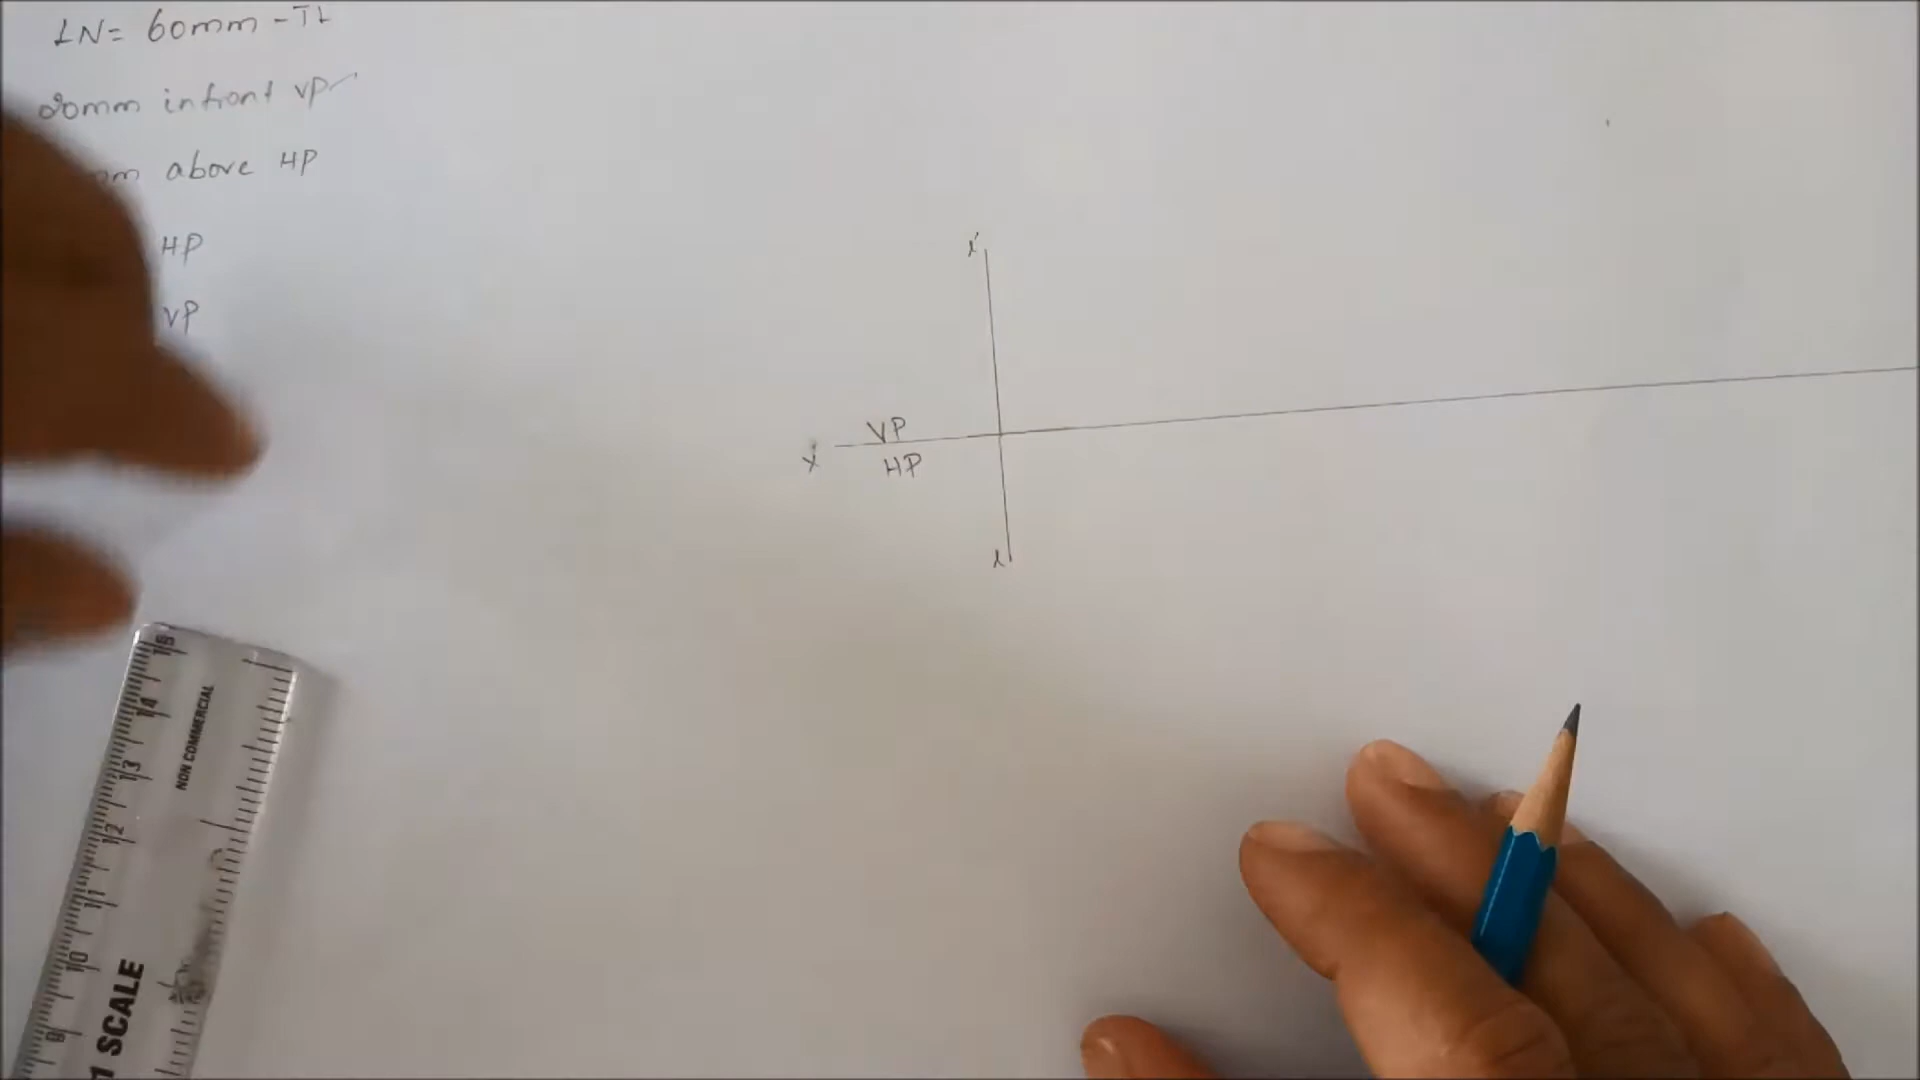 LN= 60mm - TL
20mm infront VP
above HP
HP
VP
l'
VP
X
HP
l
15
14
NON COMMERCIAL
13
12
11
10
SCALE